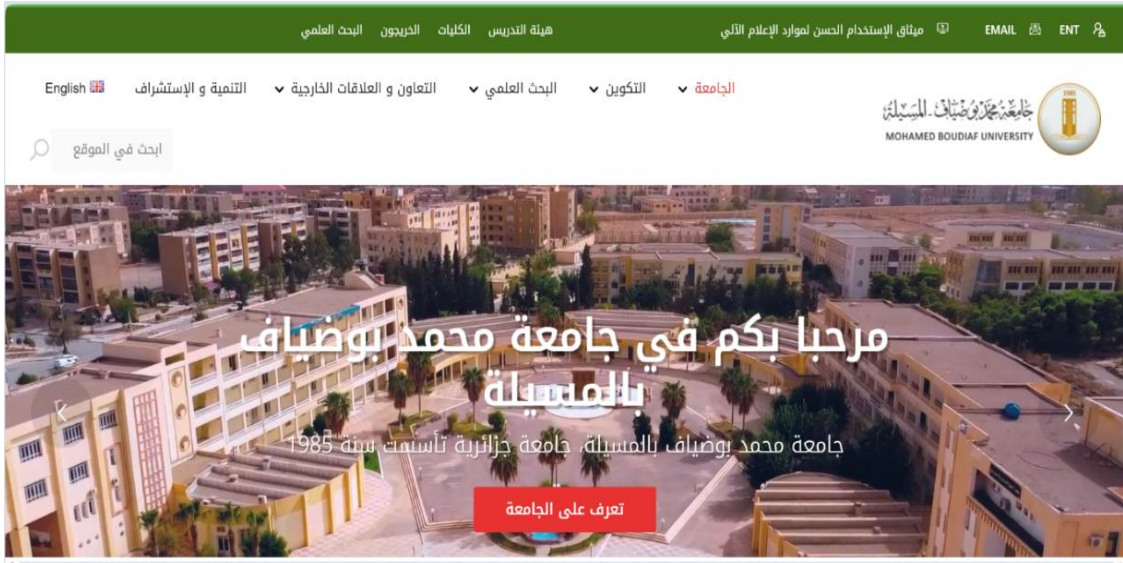 ENT EMAIL ميثاق الإستخدام الحسن لموارد الإعلام الآلي هيئة التدريس الكليات الخريجون البحث العلمي
1985
جامعة محمد بوضياف - المسيلة
MOHAMED BOUDIAF UNIVERSITY
الجامعة التكوين البحث العلمي التعاون و العلاقات الخارجية التنمية و الإستشراف English
ابحث في الموقع
مرحبا بكم في جامعة محمد بوضياف
بالمسيلة
جامعة محمد بوضياف بالمسيلة، جامعة جزائرية تأسست سنة 1985
تعرف على الجامعة